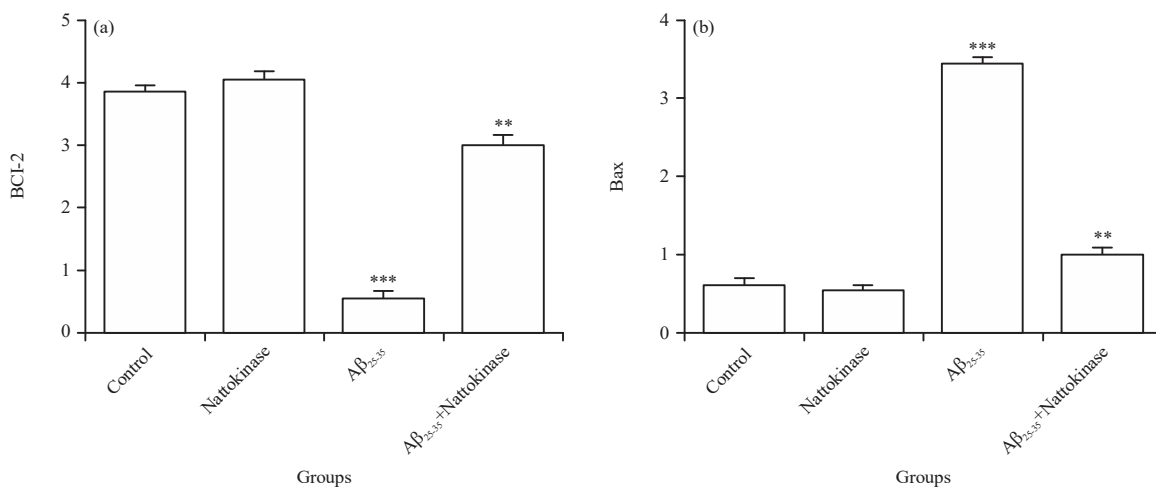 (a)
5
4
3
2
1
0
BCI-2
**
***
Control
Nattokinase
Aβ25-35
Aβ25-35+Nattokinase
Groups
(b)
4
3
2
1
0
Bax
***
**
Control
Nattokinase
Aβ25-35
Aβ25-35+Nattokinase
Groups